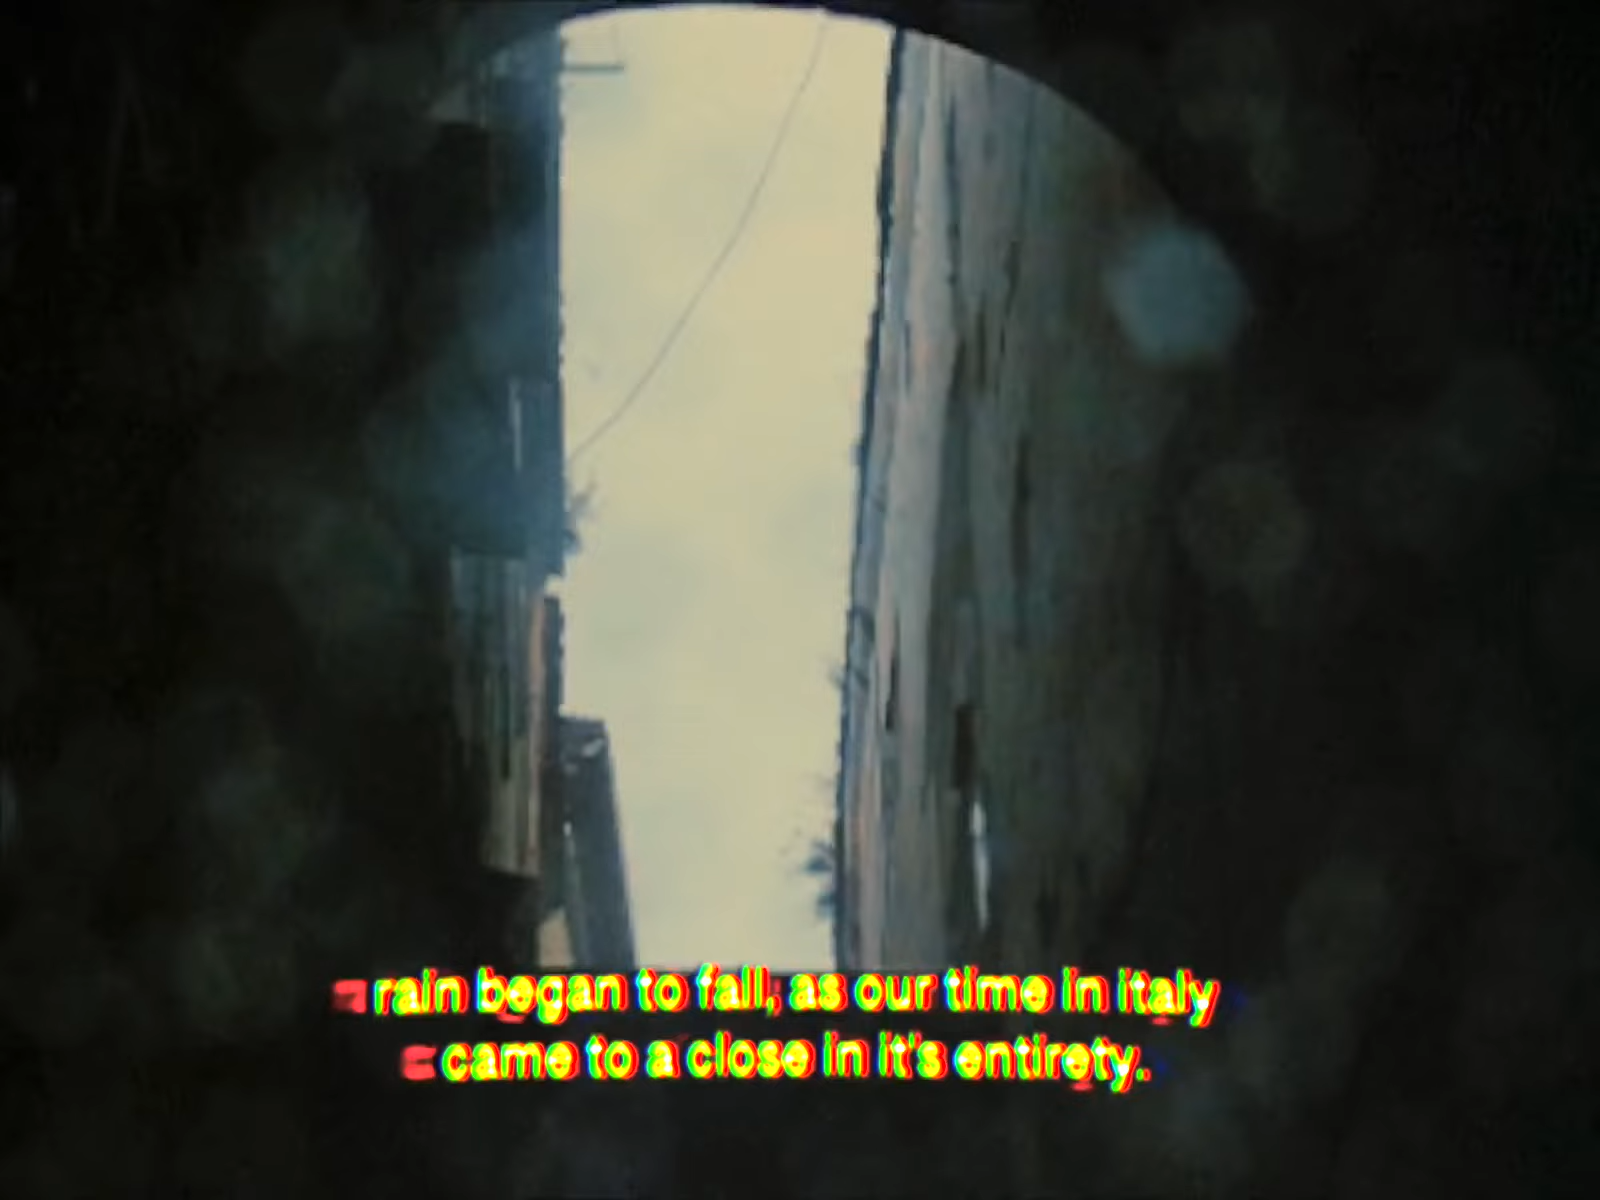 rain began to fall, as our time in italy
came to a close in it's entirety.